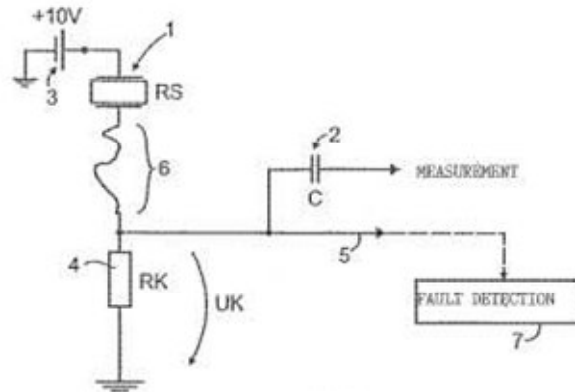 +10V
1
3
RS
2
6
MEASUREMENT
C
4
RK
5
UK
FAULT DETECTION
7